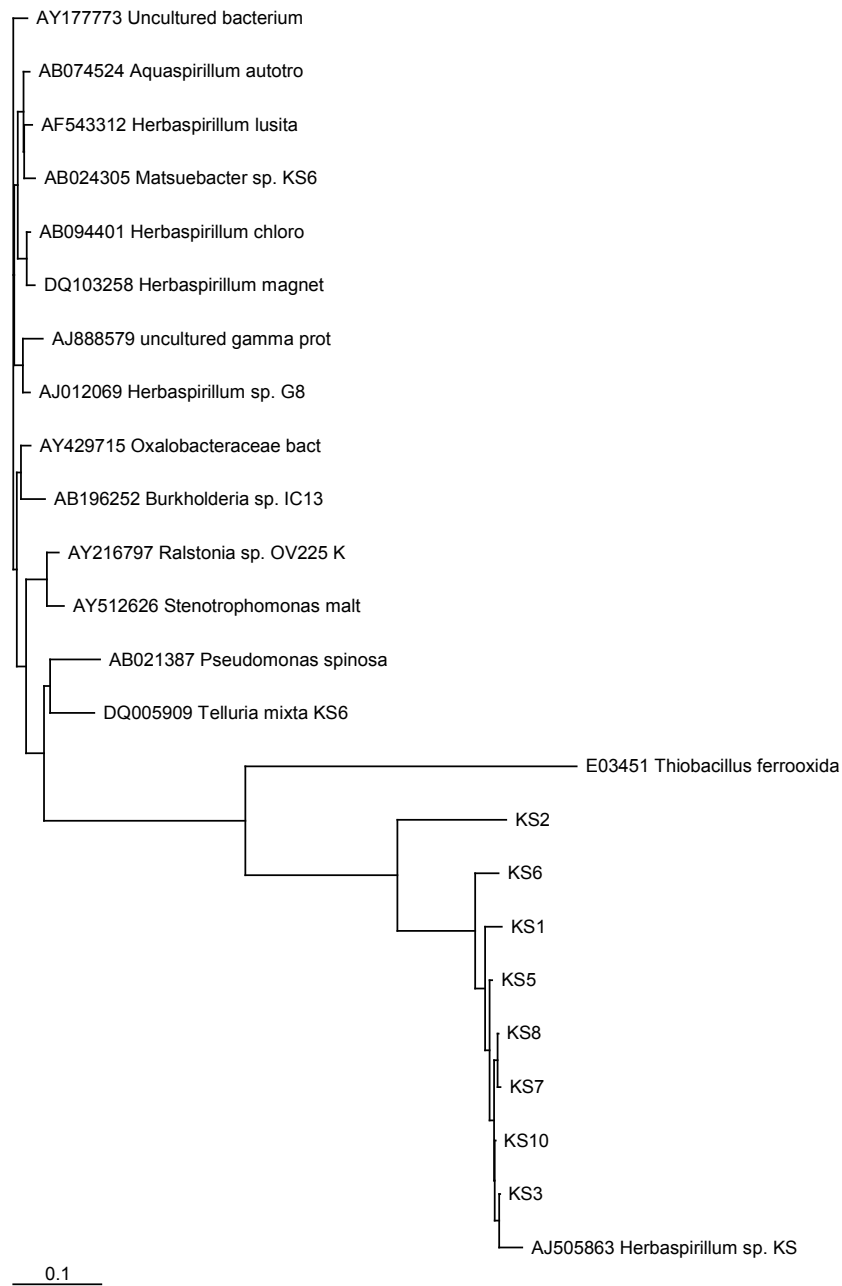 AY177773 Uncultured bacterium
AB074524 Aquaspirillum autotro
AF543312 Herbaspirillum lusita
AB024305 Matsuebacter sp. KS6
AB094401 Herbaspirillum chloro
DQ103258 Herbaspirillum magnet
AJ888579 uncultured gamma prot
AJ012069 Herbaspirillum sp. G8
AY429715 Oxalobacteraceae bact
AB196252 Burkholderia sp. IC13
AY216797 Ralstonia sp. OV225 K
AY512626 Stenotrophomonas malt
AB021387 Pseudomonas spinosa
DQ005909 Telluria mixta KS6
E03451 Thiobacillus ferrooxida
KS2
KS6
KS1
KS5
KS8
KS7
KS10
KS3
AJ505863 Herbaspirillum sp. KS
0.1